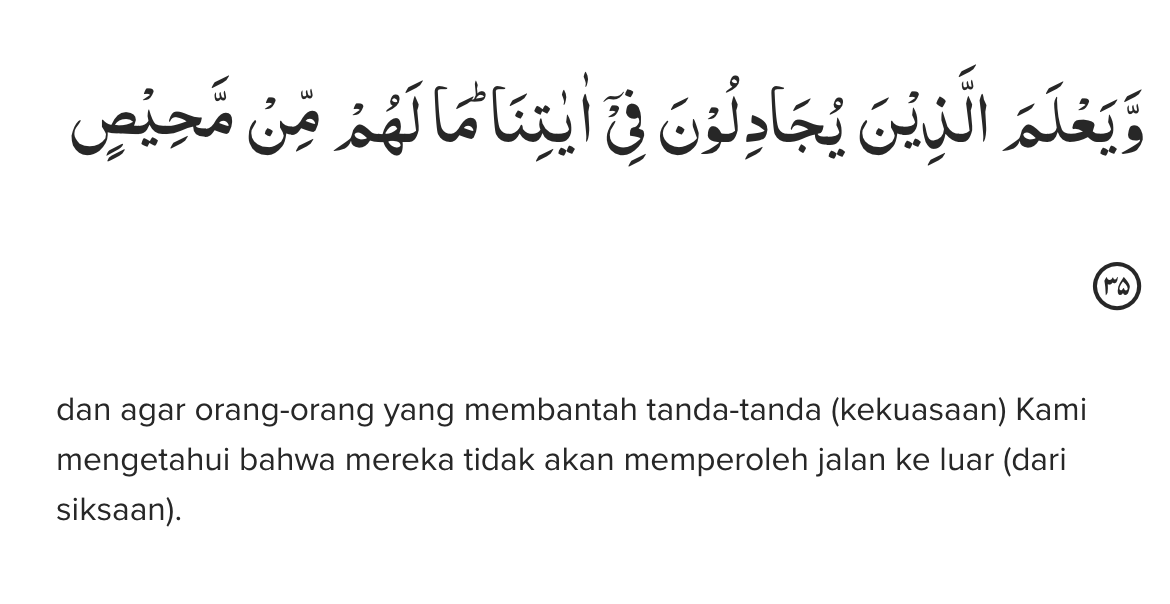 وَّيَعْلَمَ الَّذِيْنَ يُجَادِلُوْنَ فِيْٓ اٰيٰتِنَاۗ مَا لَهُمْ مِّنْ مَّحِيْصٍ
۳۵
dan agar orang-orang yang membantah tanda-tanda (kekuasaan) Kami
mengetahui bahwa mereka tidak akan memperoleh jalan ke luar (dari
siksaan).